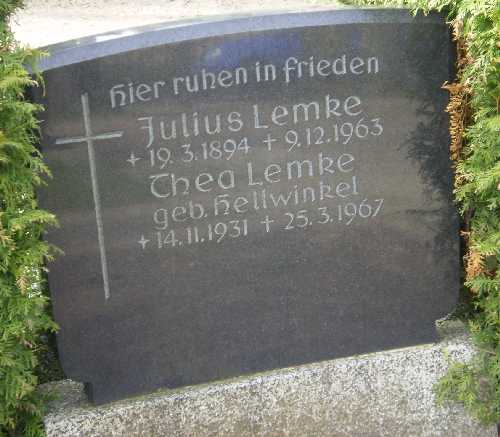 Hier ruhen in Frieden
Julius Lemke
+ 19.3.1894 + 9.12.1963
Thea Lemke
geb. Hellwinkel
+ 14.11.1931 + 25.3.1967